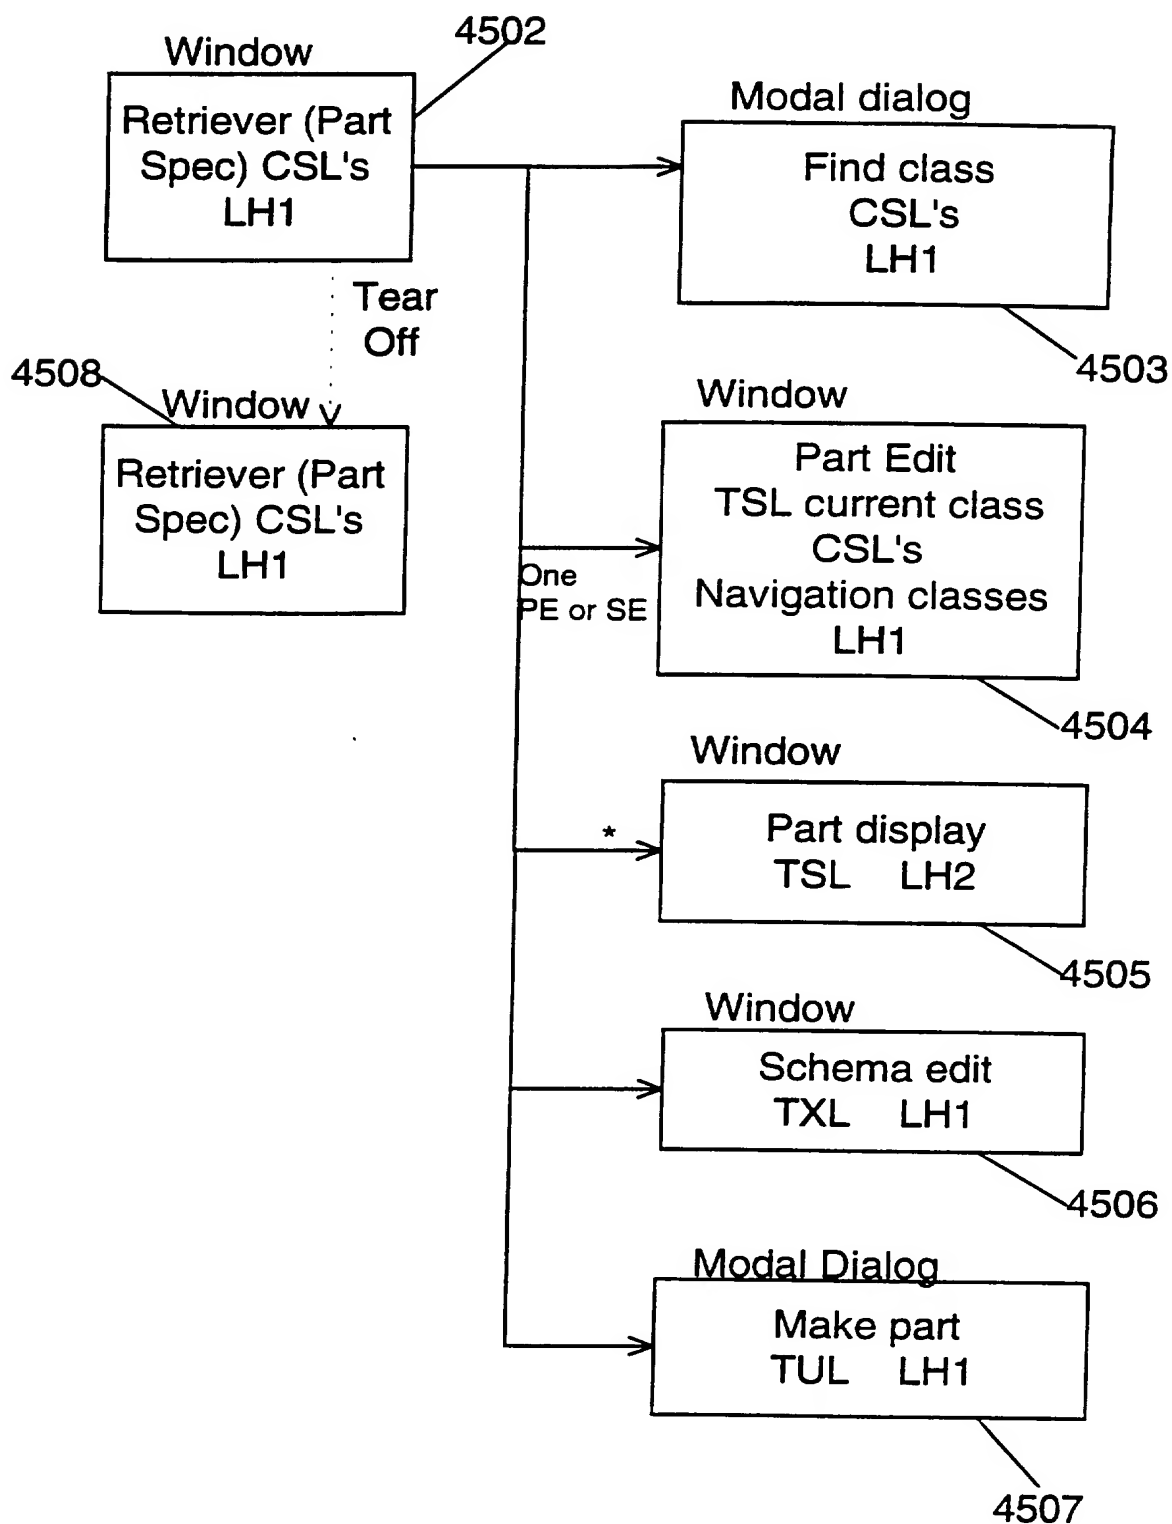 4502
Window
Retriever (Part
Spec) CSL's
LH1
Modal dialog
Find class
CSL's
LH1
4503
Tear
Off
4508
Window
Retriever (Part
Spec) CSL's
LH1
Window
Part Edit
TSL current class
CSL's
Navigation classes
LH1
One
PE or SE
4504
Window
*
Part display
TSL LH2
4505
Window
Schema edit
TXL LH1
4506
Modal Dialog
Make part
TUL LH1
4507